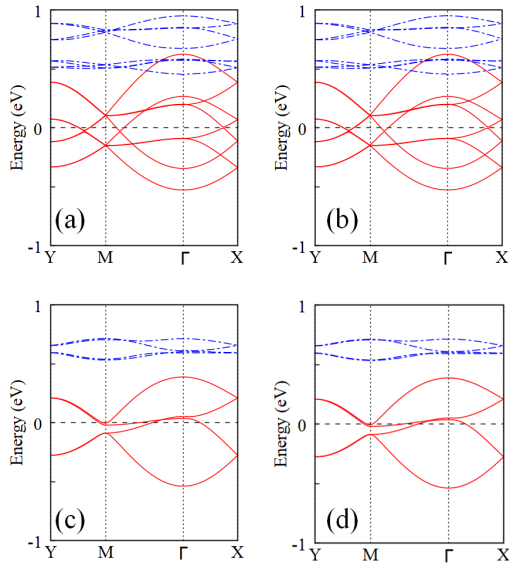 1 1
Energy (eV) 0 Energy (eV) 0
(a) (b)
-1 -1
Y M Γ X Y M Γ X
1 1
Energy (eV) 0 Energy (eV) 0
(c) (d)
-1 -1
Y M Γ X Y M Γ X